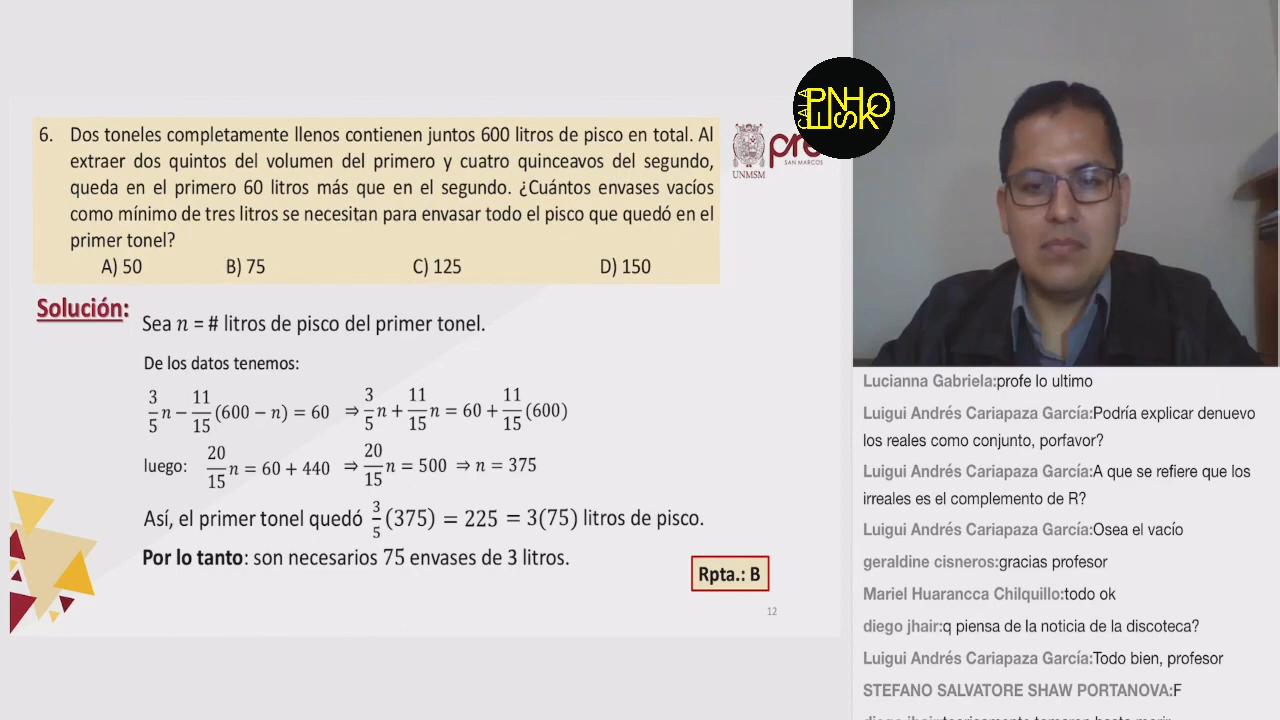 6. Dos toneles completamente llenos contienen juntos 600 litros de pisco en total. Al
extraer dos quintos del volumen del primero y cuatro quinceavos del segundo,
queda en el primero 60 litros más que en el segundo. ¿Cuántos envases vacíos
como mínimo de tres litros se necesitan para envasar todo el pisco que quedó en el
primer tonel?
A) 50 B) 75 C) 125 D) 150
UNMSM
SAN MARCOS
CALA
PNHO
ESK
Solución:
Sea n = # litros de pisco del primer tonel.
De los datos tenemos:
3/5 n − 11/15 (600 − n) = 60 ⇒ 3/5 n + 11/15 n = 60 + 11/15 (600)
luego: 20/15 n = 60 + 440 ⇒ 20/15 n = 500 ⇒ n = 375
Así, el primer tonel quedó 3/5 (375) = 225 = 3(75) litros de pisco.
Por lo tanto: son necesarios 75 envases de 3 litros.
Rpta.: B
12
Lucianna Gabriela:profe lo ultimo
Luigui Andrés Cariapaza García:Podría explicar denuevo
los reales como conjunto, porfavor?
Luigui Andrés Cariapaza García:A que se refiere que los
irreales es el complemento de R?
Luigui Andrés Cariapaza García:Osea el vacío
geraldine cisneros:gracias profesor
Mariel Huarancca Chilquillo:todo ok
diego jhair:q piensa de la noticia de la discoteca?
Luigui Andrés Cariapaza García:Todo bien, profesor
STEFANO SALVATORE SHAW PORTANOVA:F